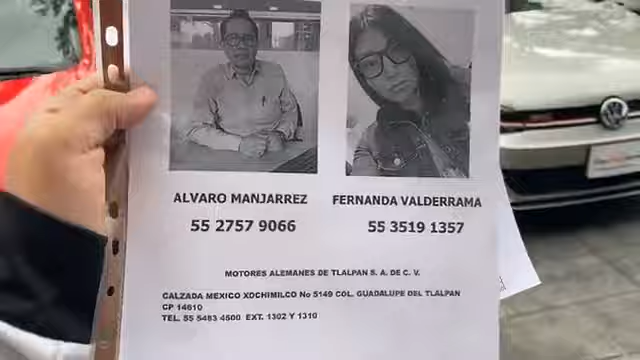 ALVARO MANJARREZ
55 2757 9066
FERNANDA VALDERRAMA
55 3519 1357
MOTORES ALEMANES DE TLALPAN S. A. DE C. V.
CALZADA MEXICO XOCHIMILCO No 5149 COL. GUADALUPE DEL TLALPAN
CP 14610
TEL. 55 5483 4500 EXT. 1302 Y 1310